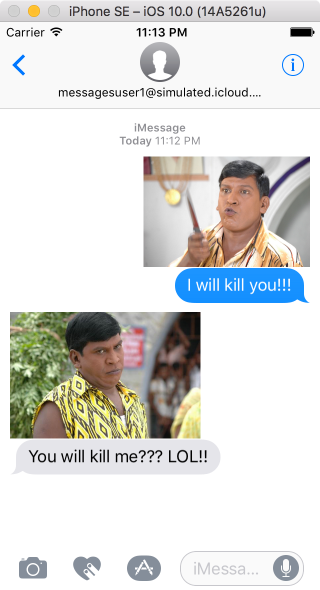 iPhone SE – iOS 10.0 (14A5261u)
Carrier 11:13 PM
messagesuser1@simulated.icloud....
iMessage
Today 11:12 PM
I will kill you!!!
You will kill me??? LOL!!
iMessa...